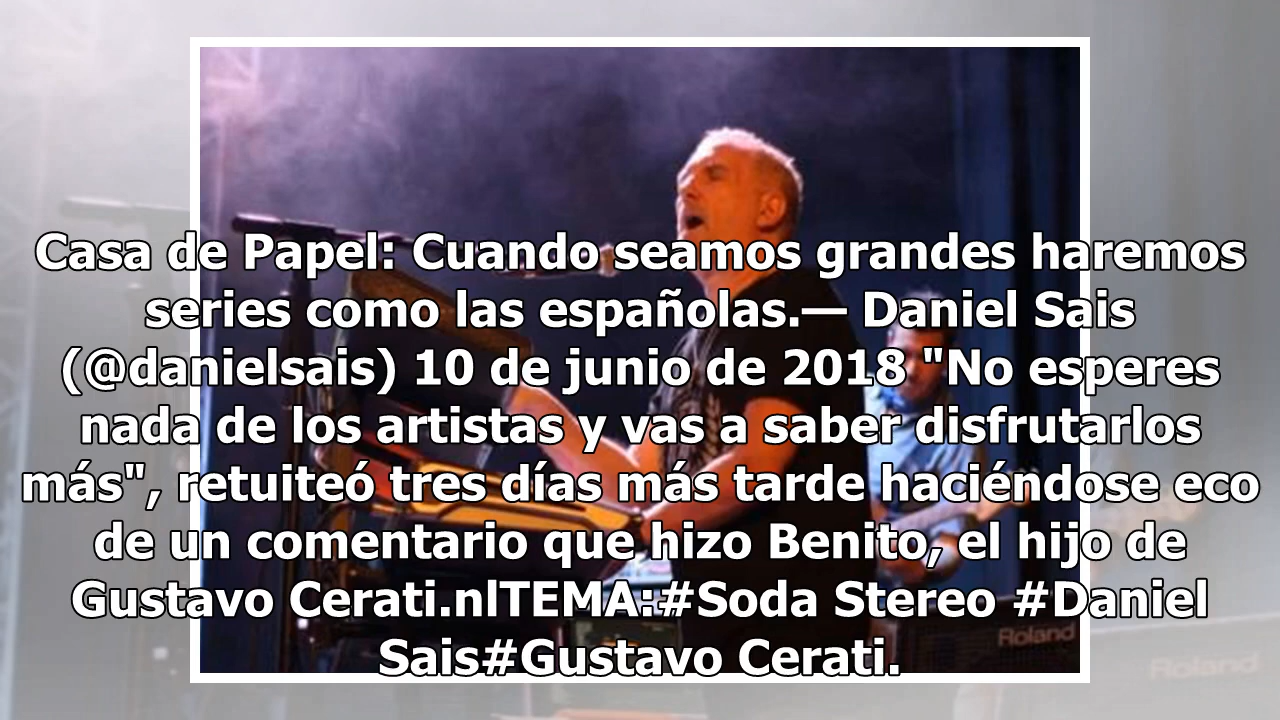 Casa de Papel: Cuando seamos grandes haremos
series como las españolas.— Daniel Sais
(@danielsais) 10 de junio de 2018 "No esperes
nada de los artistas y vas a saber disfrutarlos
más", retuiteó tres días más tarde haciéndose eco
de un comentario que hizo Benito, el hijo de
Gustavo Cerati.nlTEMA:#Soda Stereo #Daniel
Sais#Gustavo Cerati.
Roland
Roland